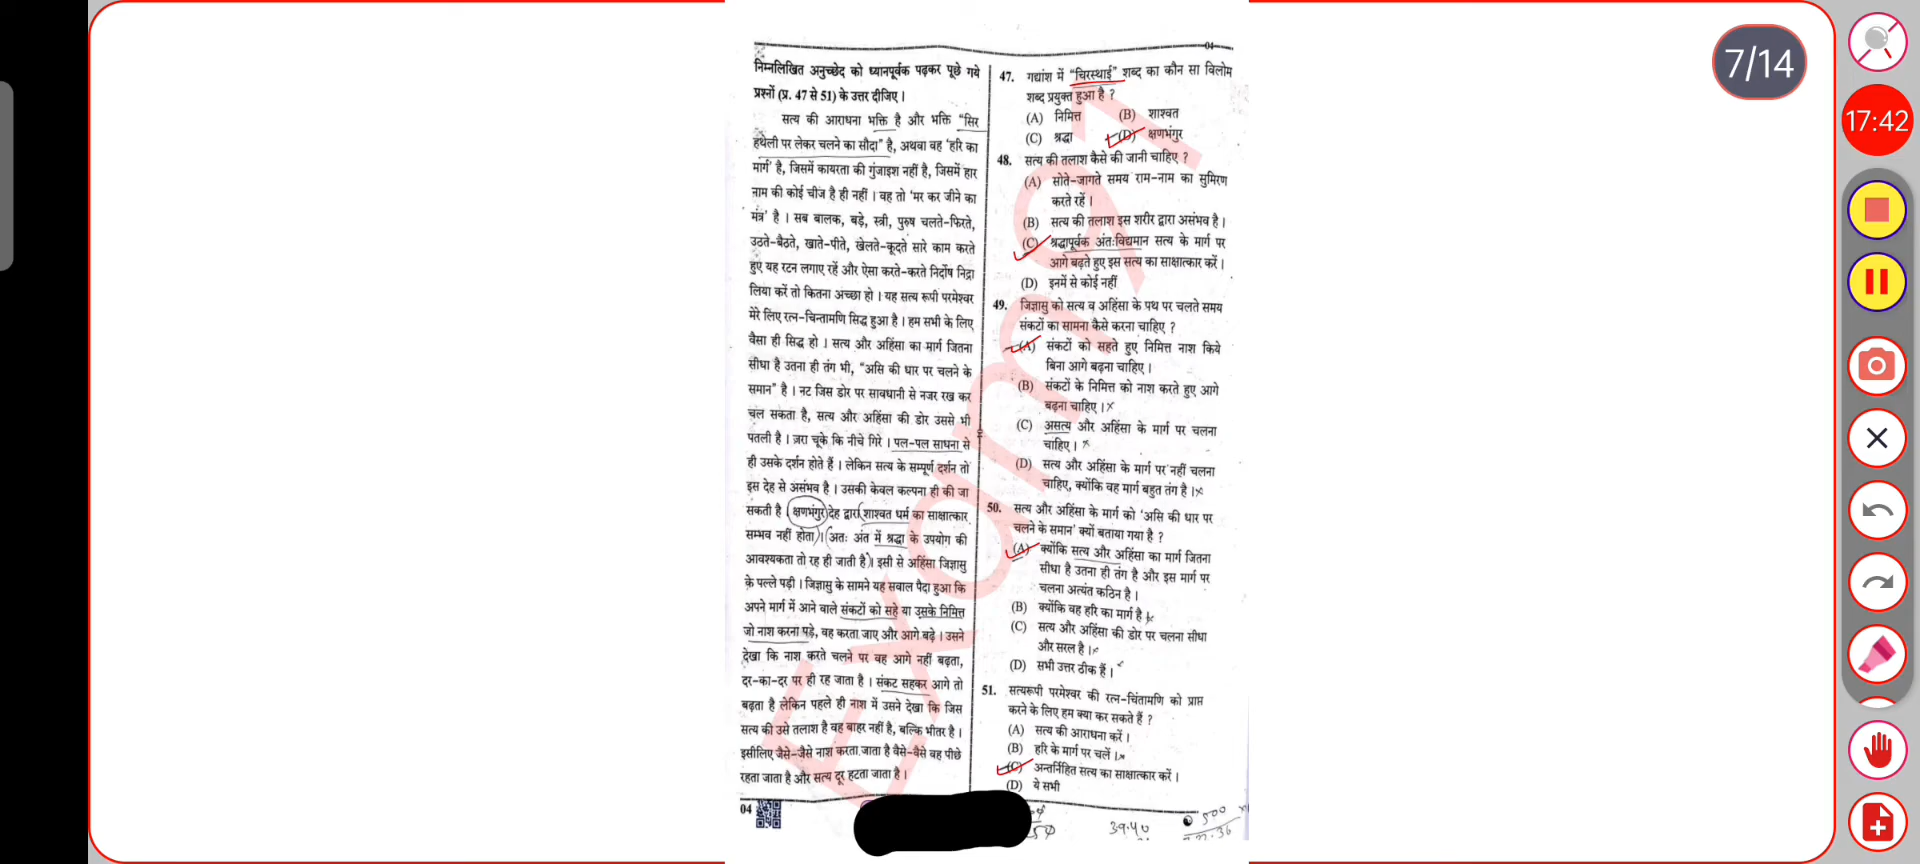 7/14
17:42
04
निम्नलिखित अनुच्छेद को ध्यानपूर्वक पढ़कर पूछे गये
प्रश्नों (प्र. 47 से 51) के उत्तर दीजिए।
सत्य की आराधना भक्ति है और भक्ति “सिर
हथेली पर लेकर चलने का सौदा” है, अथवा वह ‘हरि का
मार्ग’ है, जिसमें कायरता की गुंजाइश नहीं है, जिसमें हार
नाम की कोई चीज है ही नहीं। वह तो ‘मर कर जीने का
मंत्र’ है। सब बालक, बड़े, स्त्री, पुरुष चलते-फिरते,
उठते-बैठते, खाते-पीते, खेलते-कूदते सारे काम करते
हुए यह रटन लगाए रहें और ऐसा करते-करते निर्दोष निद्रा
लिया करें तो कितना अच्छा हो। यह सत्य रूपी परमेश्वर
मेरे लिए रत्न-चिन्तामणि सिद्ध हुआ है। हम सभी के लिए
वैसा ही सिद्ध हो। सत्य और अहिंसा का मार्ग जितना
सीधा है उतना ही तंग भी, “असि की धार पर चलने के
समान” है। नट जिस डोर पर सावधानी से नजर रख कर
चल सकता है, सत्य और अहिंसा की डोर उससे भी
पतली है। ज़रा चूके कि नीचे गिरे। पल-पल साधना से
ही उसके दर्शन होते हैं। लेकिन सत्य के सम्पूर्ण दर्शन तो
इस देह से असंभव है। उसकी केवल कल्पना ही की जा
सकती है। क्षणभंगुर देह द्वारा शाश्वत धर्म का साक्षात्कार
सम्भव नहीं होता। अतः अंत में श्रद्धा के उपयोग की
आवश्यकता तो रह ही जाती है। इसी से अहिंसा जिज्ञासु
के पल्ले पड़ी। जिज्ञासु के सामने यह सवाल पैदा हुआ कि
अपने मार्ग में आने वाले संकटों को सहे या उसके निमित्त
जो नाश करना पड़े, वह करता जाए और आगे बढ़े। उसने
देखा कि नाश करते चलने पर वह आगे नहीं बढ़ता,
दर-का-दर पर ही रह जाता है। संकट सहकर आगे तो
बढ़ता है लेकिन पहले ही नाश में उसने देखा कि जिस
सत्य की उसे तलाश है वह बाहर नहीं है, बल्कि भीतर है।
इसीलिए जैसे-जैसे नाश करता जाता है वैसे-वैसे वह पीछे
रहता जाता है और सत्य दूर हटता जाता है।
04
47. गद्यांश में “चिरस्थाई” शब्द का कौन सा विलोम
शब्द प्रयुक्त हुआ है ?
(A) निमित्त (B) शाश्वत
(C) श्रद्धा (D) क्षणभंगुर
48. सत्य की तलाश कैसे की जानी चाहिए ?
(A) सोते-जागते समय राम-नाम का सुमिरण
करते रहें।
(B) सत्य की तलाश इस शरीर द्वारा असंभव है।
(C) श्रद्धापूर्वक अंतःविद्यमान सत्य के मार्ग पर
आगे बढ़ते हुए इस सत्य का साक्षात्कार करें।
(D) इनमें से कोई नहीं
49. जिज्ञासु को सत्य व अहिंसा के पथ पर चलते समय
संकटों का सामना कैसे करना चाहिए ?
(A) संकटों को सहते हुए निमित्त नाश किये
बिना आगे बढ़ना चाहिए।
(B) संकटों के निमित्त को नाश करते हुए आगे
बढ़ना चाहिए।
(C) असत्य और अहिंसा के मार्ग पर चलना
चाहिए।
(D) सत्य और अहिंसा के मार्ग पर नहीं चलना
चाहिए, क्योंकि वह मार्ग बहुत तंग है।
50. सत्य और अहिंसा के मार्ग को ‘असि की धार पर
चलने के समान’ क्यों बताया गया है ?
(A) क्योंकि सत्य और अहिंसा का मार्ग जितना
सीधा है उतना ही तंग है और इस मार्ग पर
चलना अत्यंत कठिन है।
(B) क्योंकि वह हरि का मार्ग है।
(C) सत्य और अहिंसा की डोर पर चलना सीधा
और सरल है।
(D) सभी उत्तर ठीक हैं।
51. सत्यरूपी परमेश्वर की रत्न-चिंतामणि को प्राप्त
करने के लिए हम क्या कर सकते हैं ?
(A) सत्य की आराधना करें।
(B) हरि के मार्ग पर चलें।
(C) अन्तर्निहित सत्य का साक्षात्कार करें।
(D) ये सभी
39.40
500